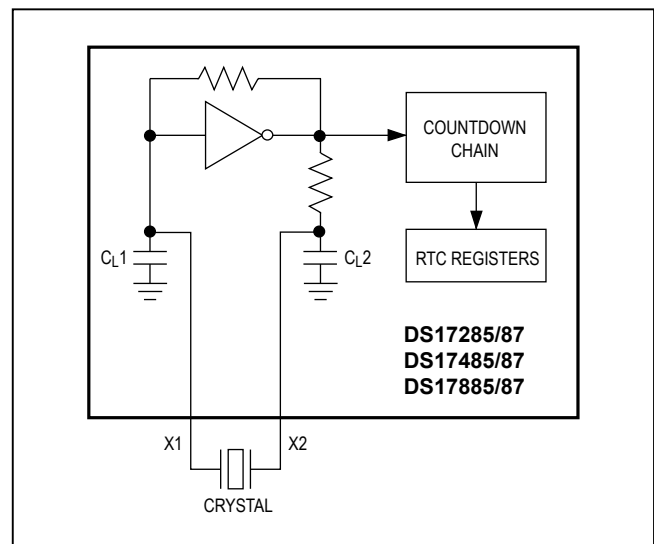 COUNTDOWN
CHAIN
CL1
CL2
RTC REGISTERS
DS17285/87
DS17485/87
DS17885/87
X1
X2
CRYSTAL